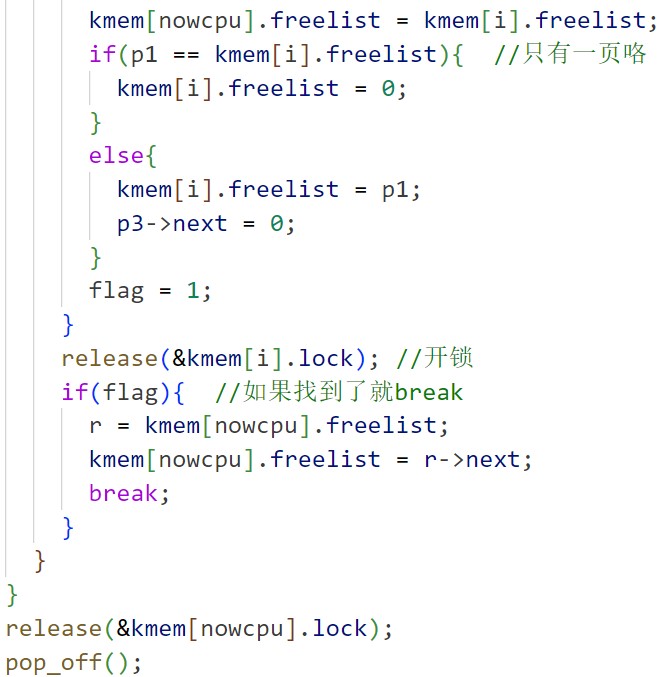 kmem[nowcpu].freelist = kmem[i].freelist;
if(p1 == kmem[i].freelist){  //只有一页咯
kmem[i].freelist = 0;
}
else{
kmem[i].freelist = p1;
p3->next = 0;
}
flag = 1;
}
release(&kmem[i].lock); //开锁
if(flag){  //如果找到了就break
r = kmem[nowcpu].freelist;
kmem[nowcpu].freelist = r->next;
break;
}
}
}
release(&kmem[nowcpu].lock);
pop_off();